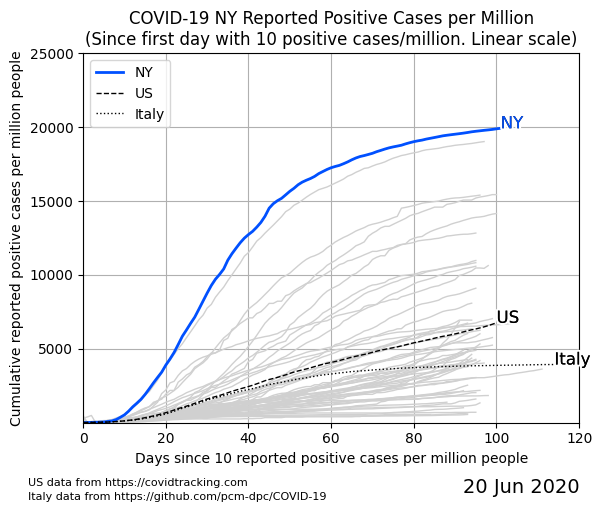 COVID-19 NY Reported Positive Cases per Million
(Since first day with 10 positive cases/million. Linear scale)
Cumulative reported positive cases per million people
25000
20000
15000
10000
5000
NY
US
Italy
NY
US
Italy
0 20 40 60 80 100 120
Days since 10 reported positive cases per million people
US data from https://covidtracking.com
Italy data from https://github.com/pcm-dpc/COVID-19
20 Jun 2020